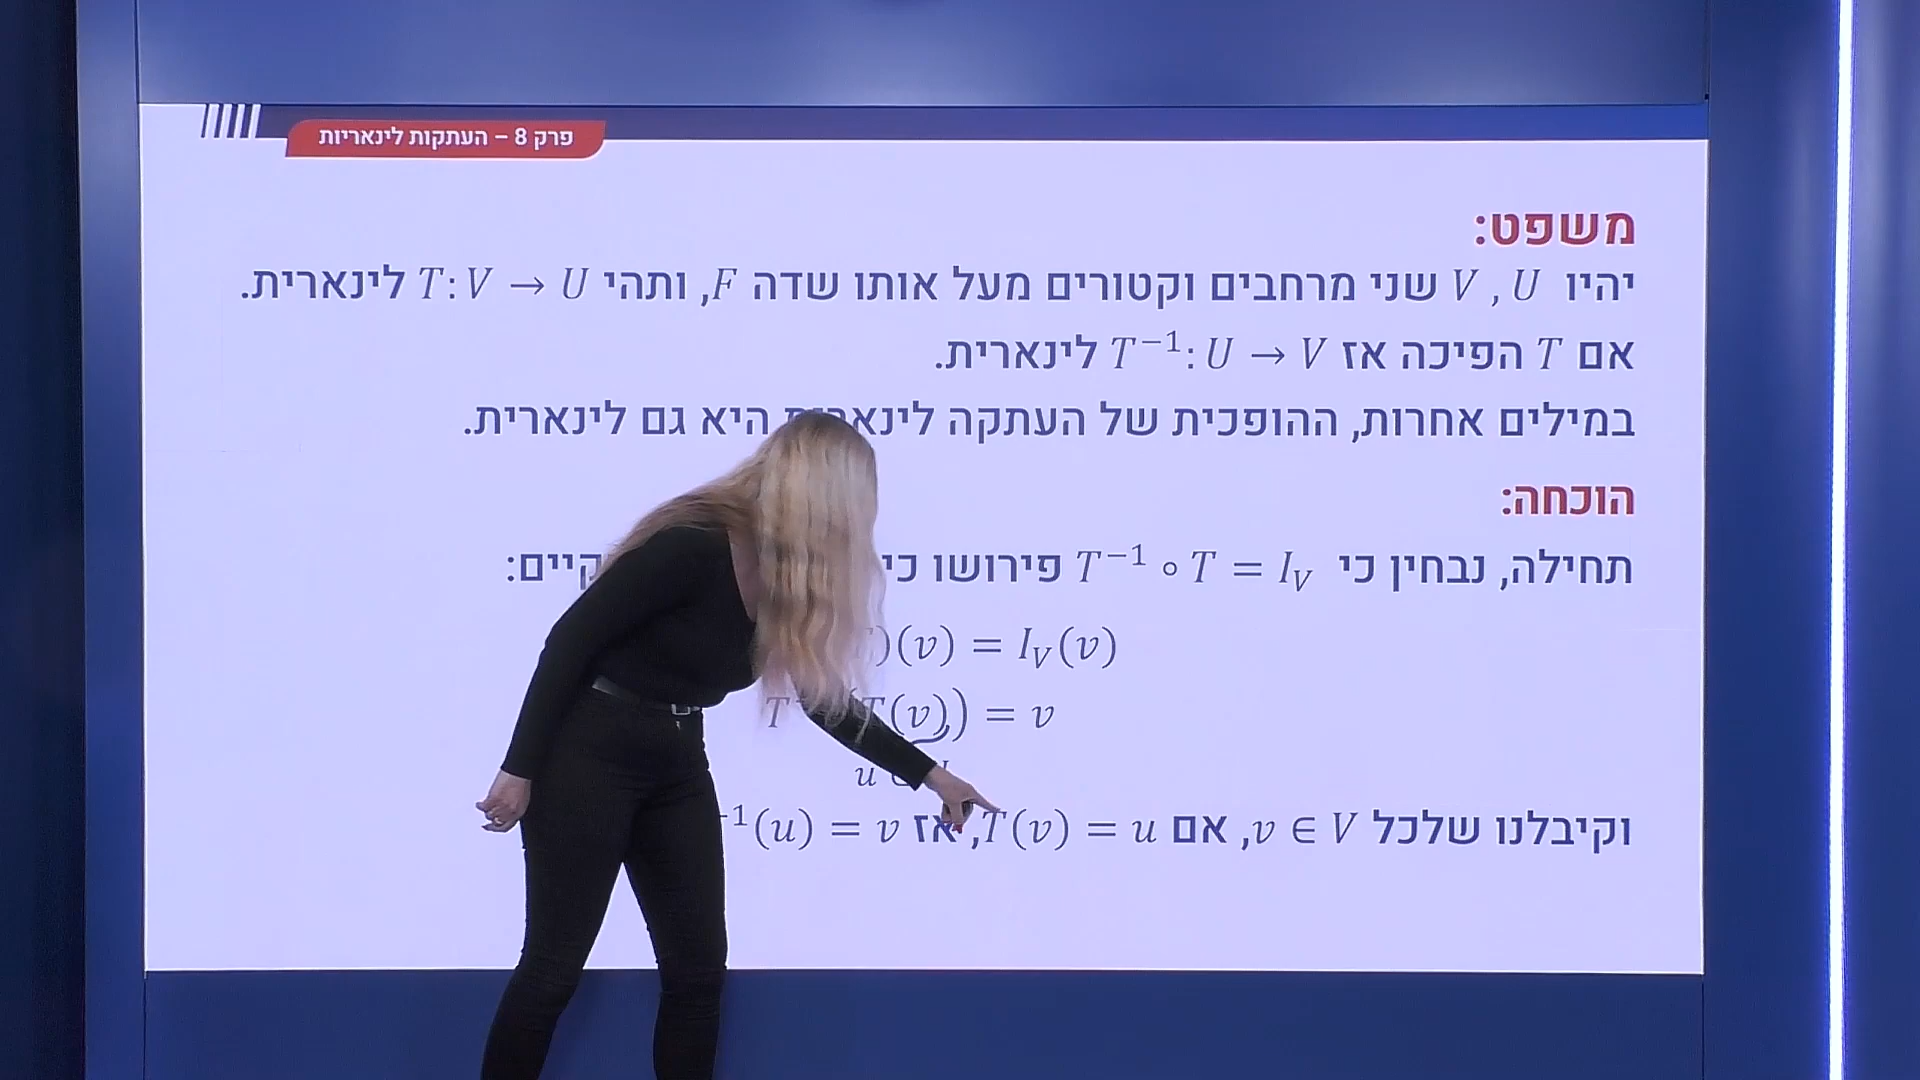 פרק 8 – העתקות לינאריות
משפט:
יהיו V , U שני מרחבים וקטורים מעל אותו שדה F, ותהי T: V → U לינארית.
אם T הפיכה אז T⁻¹: U → V לינארית.
במילים אחרות, ההופכית של העתקה היא גם לינארית.
הוכחה:
תחילה, נבחין כי T⁻¹ ∘ T = I_V פירושו כי
)(v) = I_V(v)
(T(v)) = v
u
וקיבלנו שלכל v ∈ V, אם T(v) = u, אז ⁻¹(u) = v